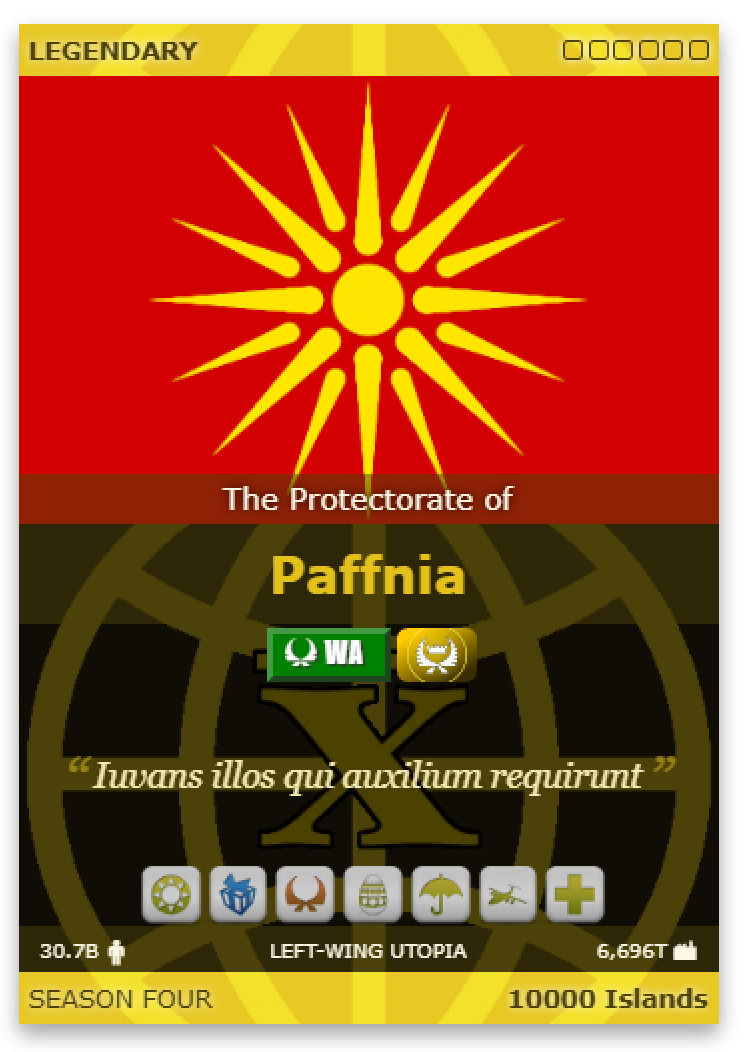 LEGENDARY
The Protectorate of
Paffnia
WA
X
“Iuvans illos qui auxilium requirunt”
30.7B LEFT-WING UTOPIA 6,696T
SEASON FOUR 10000 Islands